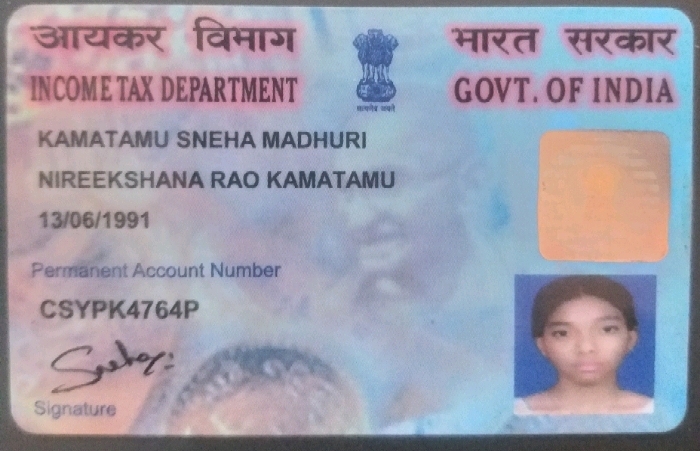 आयकर विभाग
INCOME TAX DEPARTMENT
भारत सरकार
GOVT. OF INDIA
सत्यमेव जयते
KAMATAMU SNEHA MADHURI
NIREEKSHANA RAO KAMATAMU
13/06/1991
Permanent Account Number
CSYPK4764P
Sneha
Signature